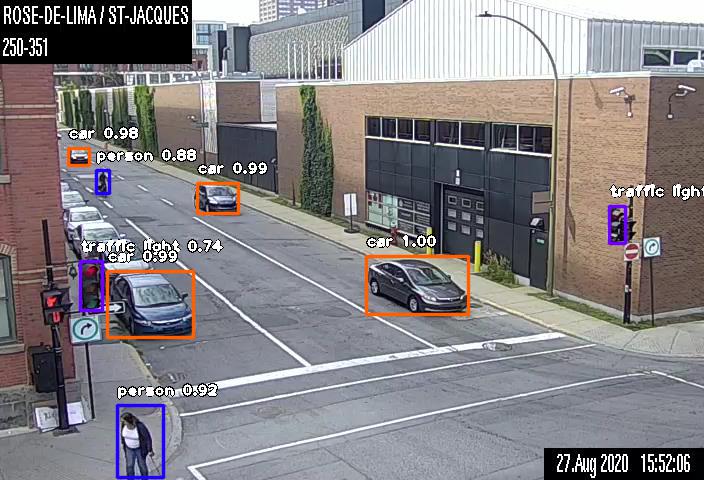 ROSE-DE-LIMA / ST-JACQUES
250-351
car 0.98
person 0.88
car 0.99
traffic light
car 1.00
traffic light 0.74
car 0.99
person 0.92
27.Aug 2020 15:52:06